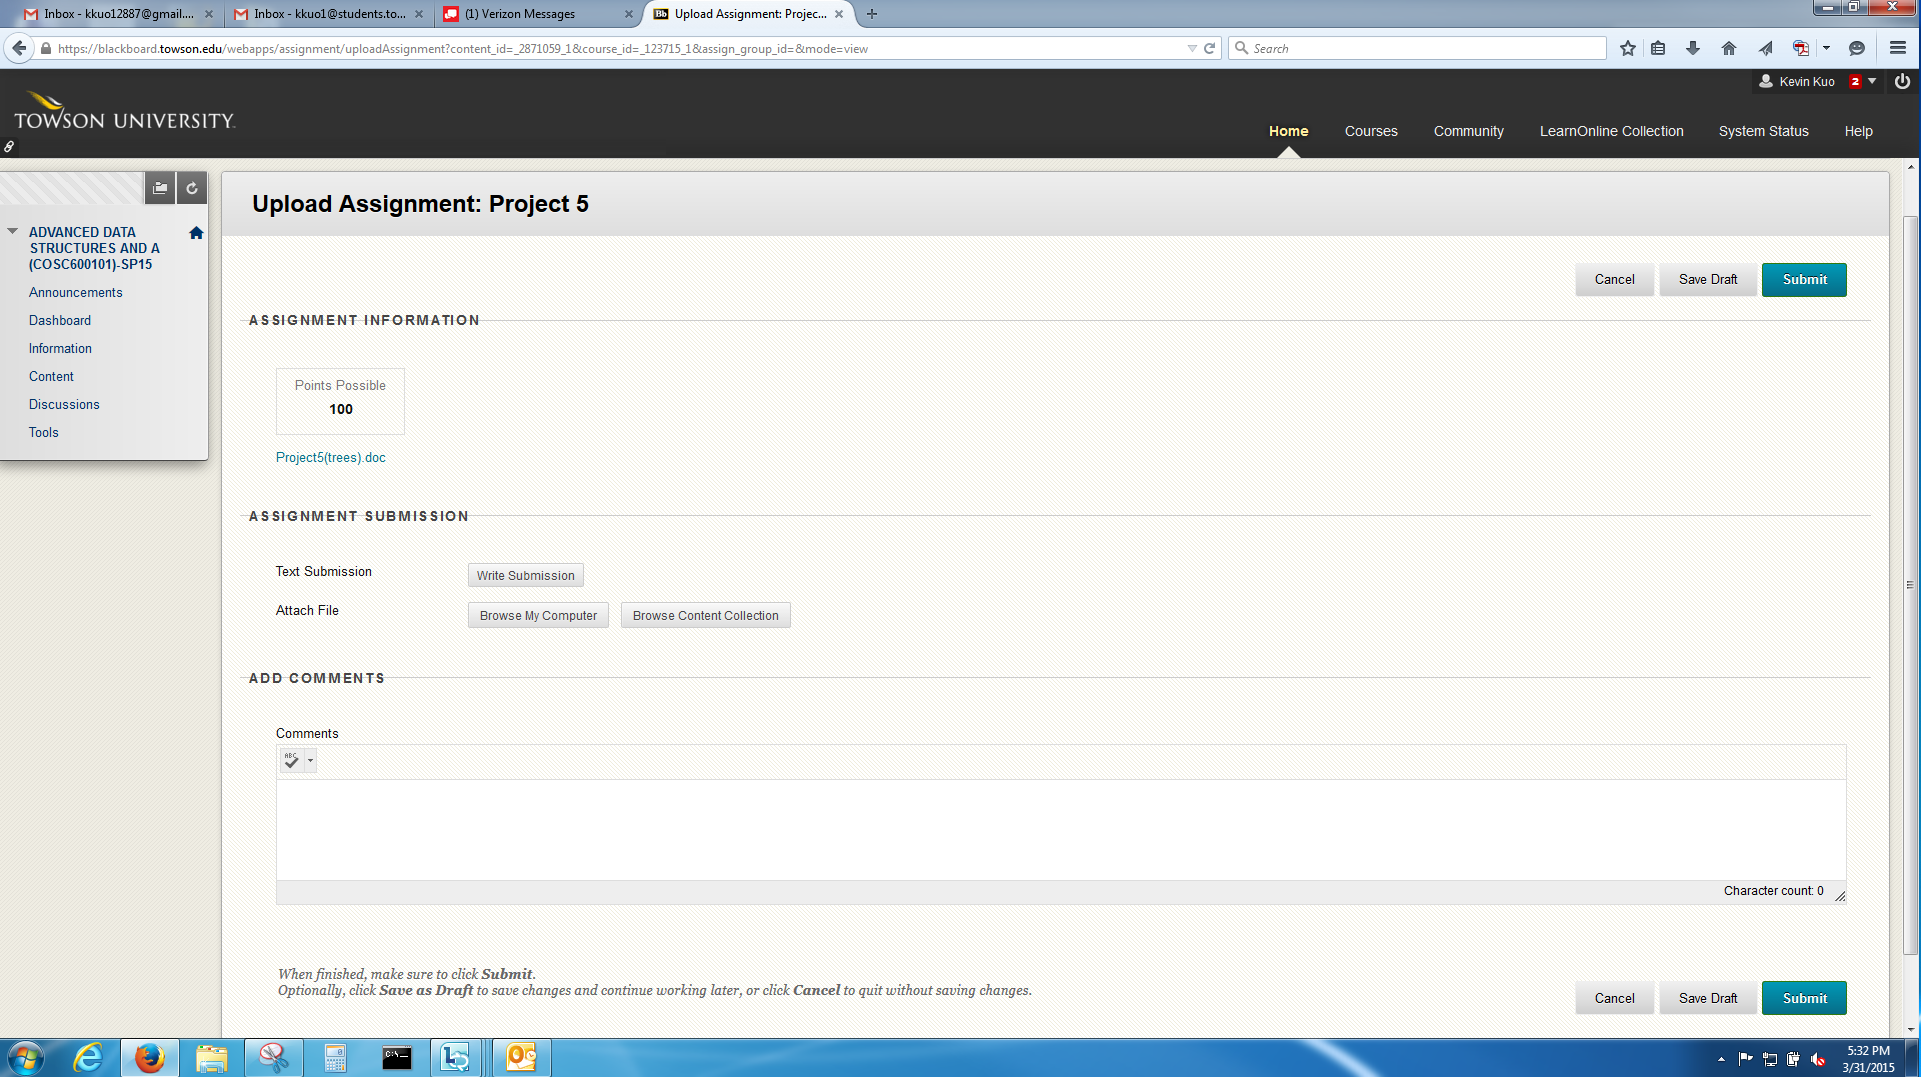 Inbox - kkuo12887@gmail....
Inbox - kkuo1@students.to...
(1) Verizon Messages
Bb Upload Assignment: Projec...
https://blackboard.towson.edu/webapps/assignment/uploadAssignment?content_id=_2871059_1&course_id=_123715_1&assign_group_id=&mode=view
Search
Kevin Kuo 2
TOWSON UNIVERSITY
Home Courses Community LearnOnline Collection System Status Help
ADVANCED DATA
STRUCTURES AND A
(COSC600101)-SP15
Announcements
Dashboard
Information
Content
Discussions
Tools
Upload Assignment: Project 5
Cancel Save Draft Submit
ASSIGNMENT INFORMATION
Points Possible
100
Project5(trees).doc
ASSIGNMENT SUBMISSION
Text Submission Write Submission
Attach File Browse My Computer Browse Content Collection
ADD COMMENTS
Comments
ABC
Character count: 0
When finished, make sure to click Submit.
Optionally, click Save as Draft to save changes and continue working later, or click Cancel to quit without saving changes.
Cancel Save Draft Submit
C:\
5:32 PM
3/31/2015